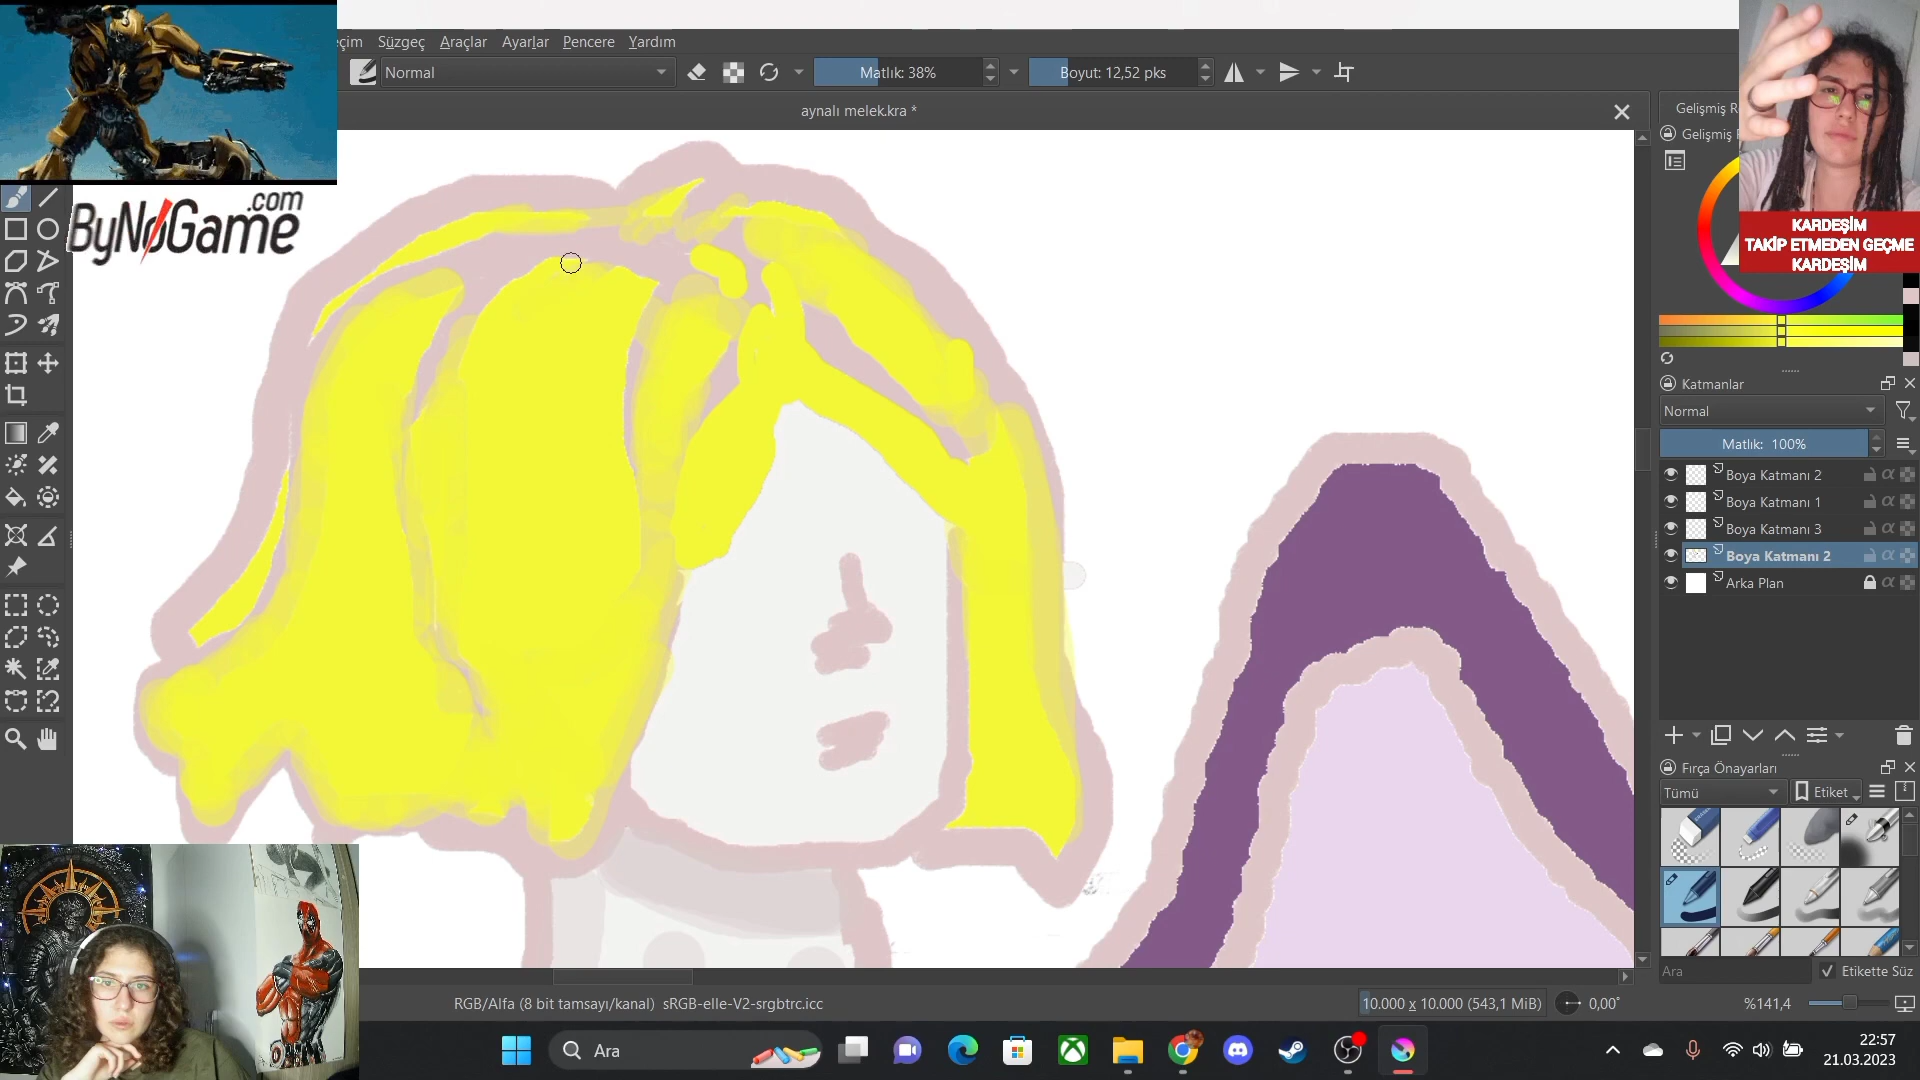 çim Süzgeç Araçlar Ayarlar Pencere Yardım
Normal
Matlık: 38%
Boyut: 12,52 pks
aynalı melek.kra *
ByNoGame.com
KARDEŞİM
TAKİP ETMEDEN GEÇME
KARDEŞİM
Gelişmiş R
Gelişmiş
Katmanlar
Normal
Matlık: 100%
Boya Katmanı 2
Boya Katmanı 1
Boya Katmanı 3
Boya Katmanı 2
Arka Plan
Fırça Önayarları
Tümü
Etiket
Ara
Etikette Süz
RGB/Alfa (8 bit tamsayı/kanal) sRGB-elle-V2-srgbtrc.icc
10.000 x 10.000 (543,1 MiB)
0,00°
%141,4
Ara
22:57
21.03.2023